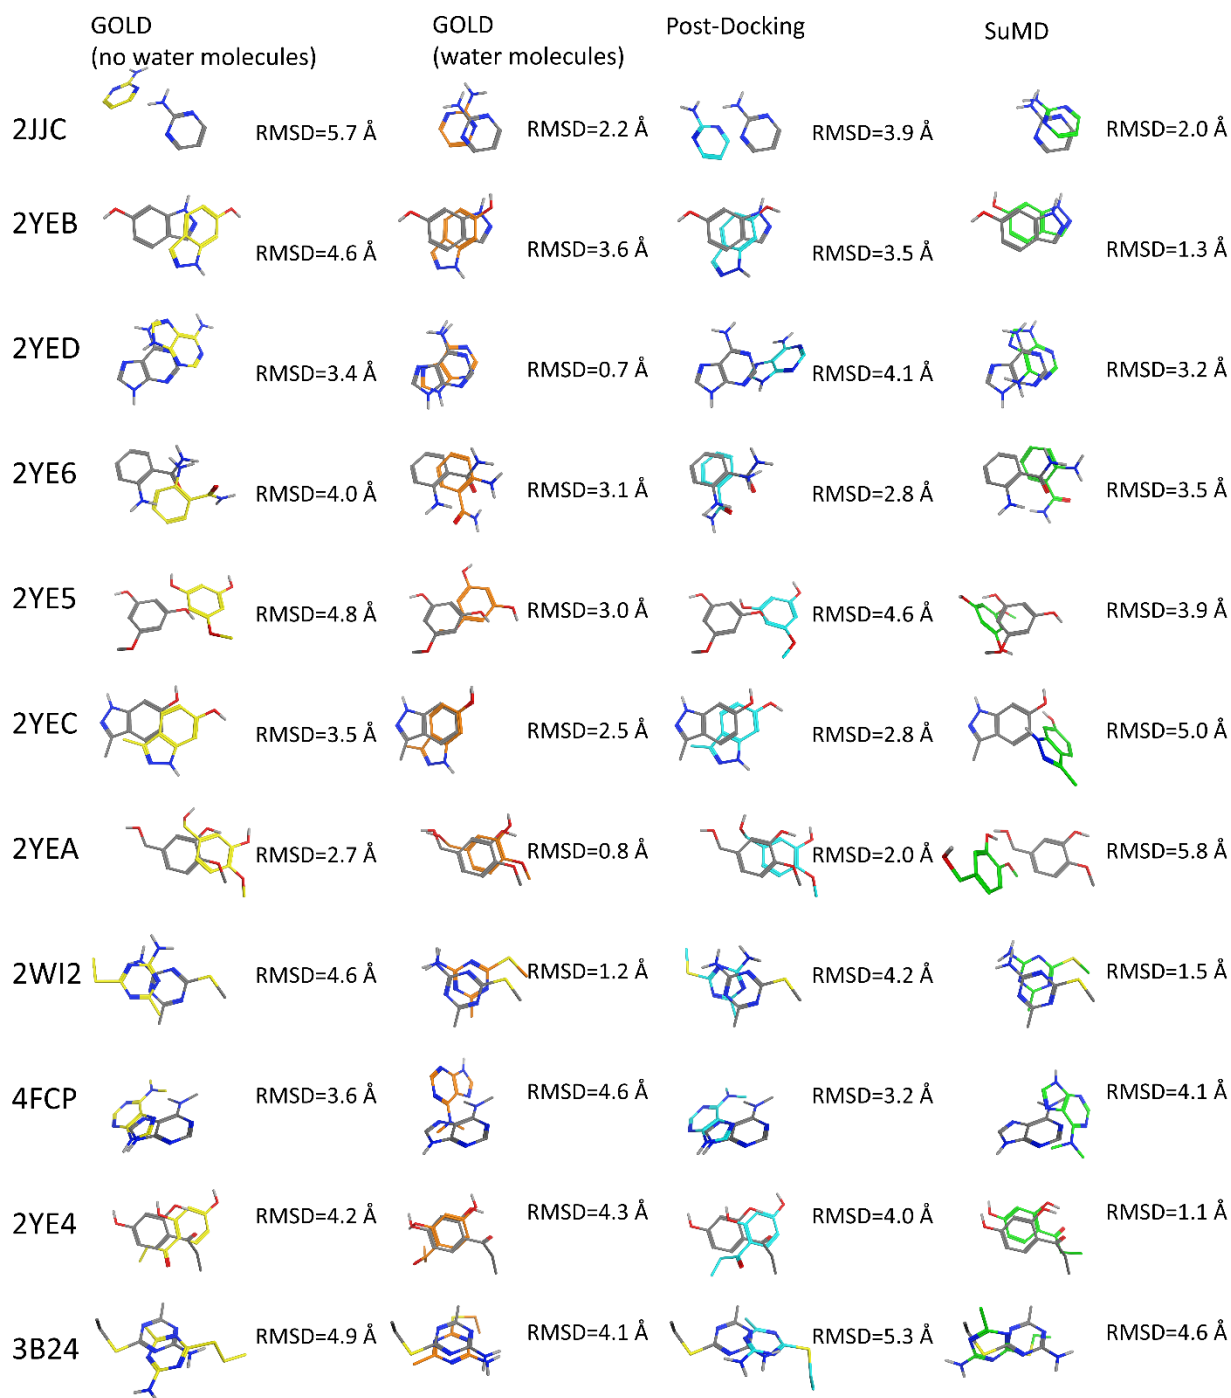 GOLD
(no water molecules)
GOLD
(water molecules)
Post-Docking
SuMD
2JJC
RMSD=5.7 Å
RMSD=2.2 Å
RMSD=3.9 Å
RMSD=2.0 Å
2YEB
RMSD=4.6 Å
RMSD=3.6 Å
RMSD=3.5 Å
RMSD=1.3 Å
2YED
RMSD=3.4 Å
RMSD=0.7 Å
RMSD=4.1 Å
RMSD=3.2 Å
2YE6
RMSD=4.0 Å
RMSD=3.1 Å
RMSD=2.8 Å
RMSD=3.5 Å
2YE5
RMSD=4.8 Å
RMSD=3.0 Å
RMSD=4.6 Å
RMSD=3.9 Å
2YEC
RMSD=3.5 Å
RMSD=2.5 Å
RMSD=2.8 Å
RMSD=5.0 Å
2YEA
RMSD=2.7 Å
RMSD=0.8 Å
RMSD=2.0 Å
RMSD=5.8 Å
2WI2
RMSD=4.6 Å
RMSD=1.2 Å
RMSD=4.2 Å
RMSD=1.5 Å
4FCP
RMSD=3.6 Å
RMSD=4.6 Å
RMSD=3.2 Å
RMSD=4.1 Å
2YE4
RMSD=4.2 Å
RMSD=4.3 Å
RMSD=4.0 Å
RMSD=1.1 Å
3B24
RMSD=4.9 Å
RMSD=4.1 Å
RMSD=5.3 Å
RMSD=4.6 Å